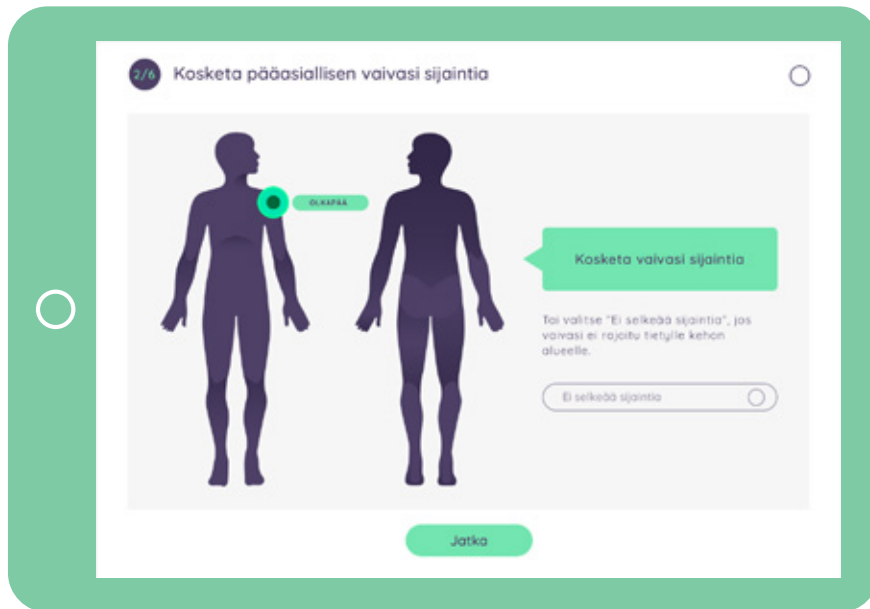 2/6 Kosketa pääasiallisen vaivasi sijaintia
OLKAPÄÄ
Kosketa vaivasi sijaintia
Tai valitse "Ei selkeää sijaintia", jos
vaivasi ei rajoitu tietylle kehon
alueelle.
Ei selkeää sijaintia
Jatka